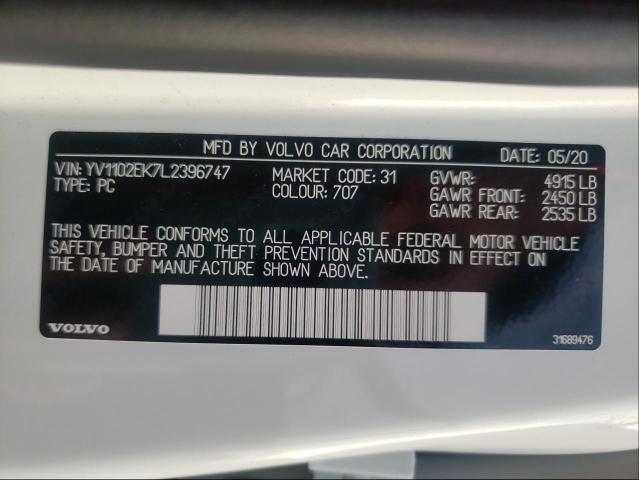 MFD BY VOLVO CAR CORPORATION DATE: 05/20
VIN: YV1102EK7L2396747 MARKET CODE: 31 GVWR: 4915 LB
TYPE: PC COLOUR: 707 GAWR FRONT: 2450 LB
GAWR REAR: 2535 LB
THIS VEHICLE CONFORMS TO ALL APPLICABLE FEDERAL MOTOR VEHICLE
SAFETY, BUMPER AND THEFT PREVENTION STANDARDS IN EFFECT ON
THE DATE OF MANUFACTURE SHOWN ABOVE.
VOLVO 31689476